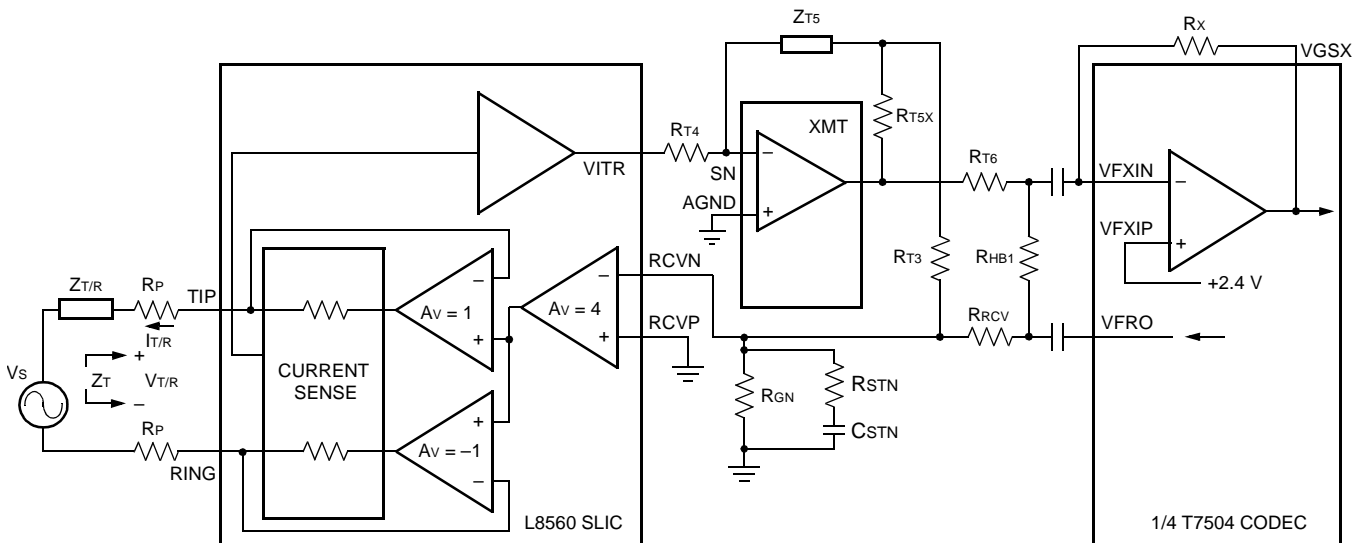 ZT5
RX
VGSX
XMT
RT5X
RT4
VITR
SN
AGND
−
+
RT6
VFXIN
−
VFXIP
+
+2.4 V
RT3
RHB1
RCVN
RCVP
RRCV
VFRO
ZT/R
RP
TIP
IT/R
VS
ZT
+
VT/R
−
RP
RING
CURRENT
SENSE
−
AV = 1
+
−
AV = 4
+
+
AV = –1
−
RGN
RSTN
CSTN
L8560 SLIC
1/4 T7504 CODEC